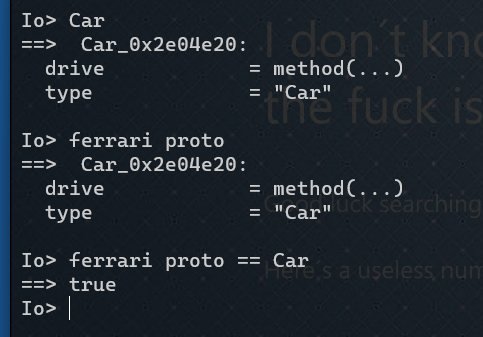 Io> Car
==>  Car_0x2e04e20:
  drive            = method(...)
  type             = "Car"
Io> ferrari proto
==>  Car_0x2e04e20:
  drive            = method(...)
  type             = "Car"
Io> ferrari proto == Car
==> true
Io>
I don´t kno
the fuck is
Good luck searching
Here´s a useless num